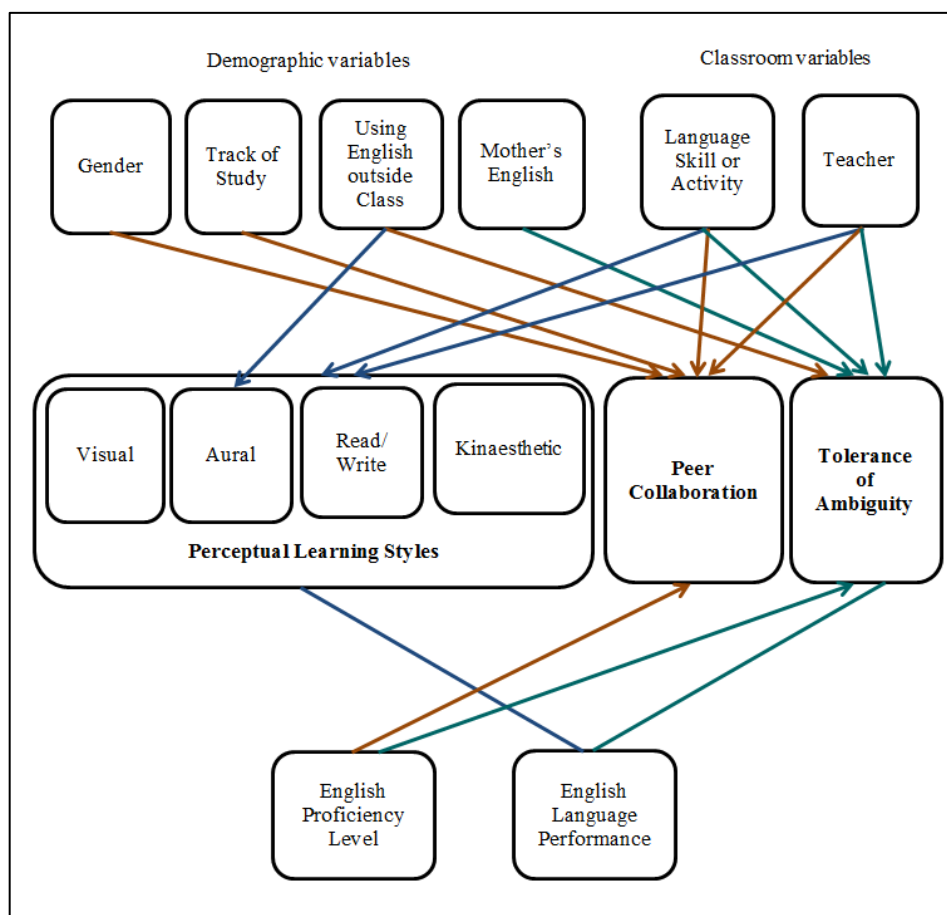 Demographic variables
Classroom variables
Gender
Track of
Study
Using
English
outside
Class
Mother’s
English
Language
Skill or
Activity
Teacher
Visual
Aural
Read/
Write
Kinaesthetic
Perceptual Learning Styles
Peer
Collaboration
Tolerance
of
Ambiguity
English
Proficiency
Level
English
Language
Performance